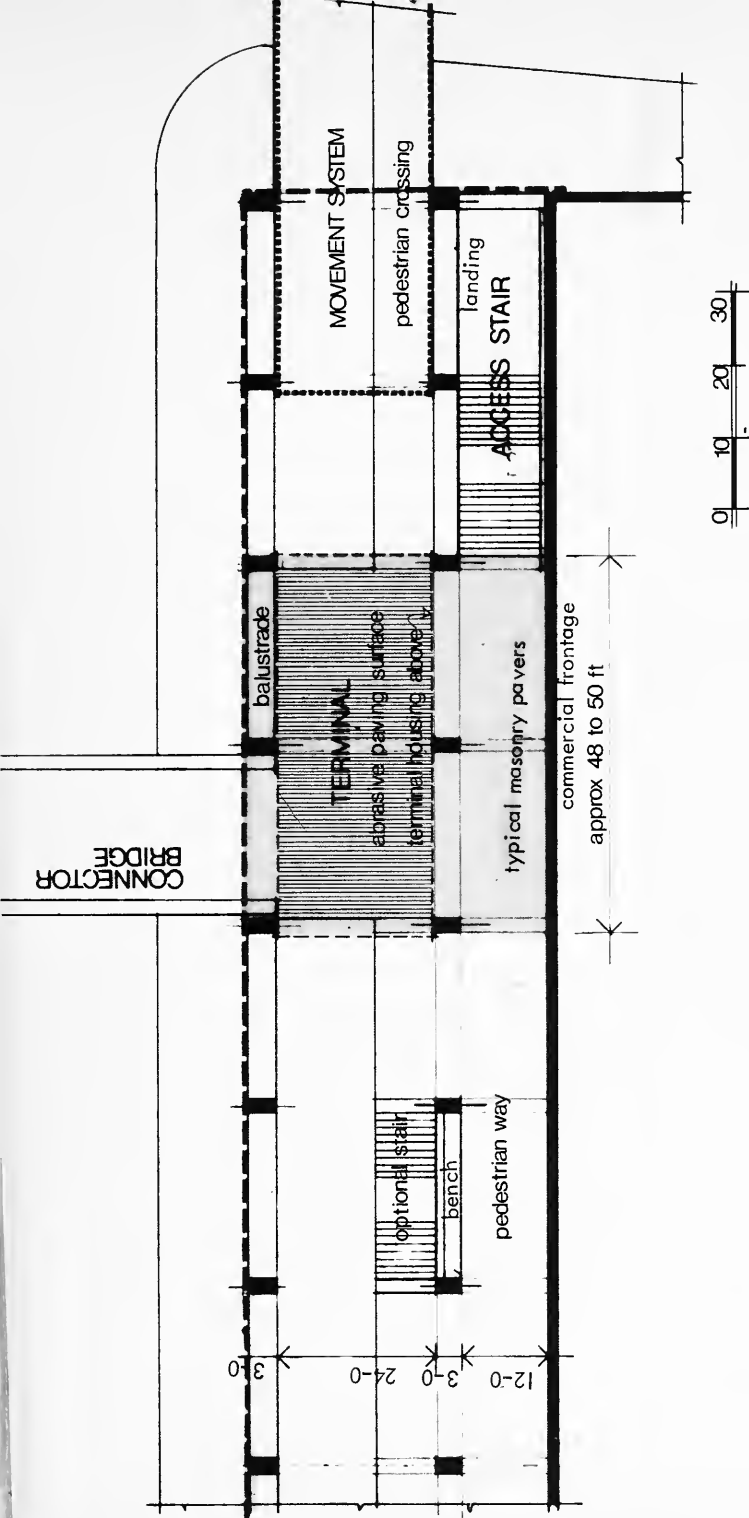 CONNECTOR
BRIDGE
MOVEMENT SYSTEM
pedestrian crossing
landing
ACCESS STAIR
balustrade
TERMINAL
abrasive paving surface
terminal housing above
typical masonry pavers
commercial frontage
approx 48 to 50 ft
optional stair
bench
pedestrian way
3-0
24-0
3-0
12-0
0 10 20 30